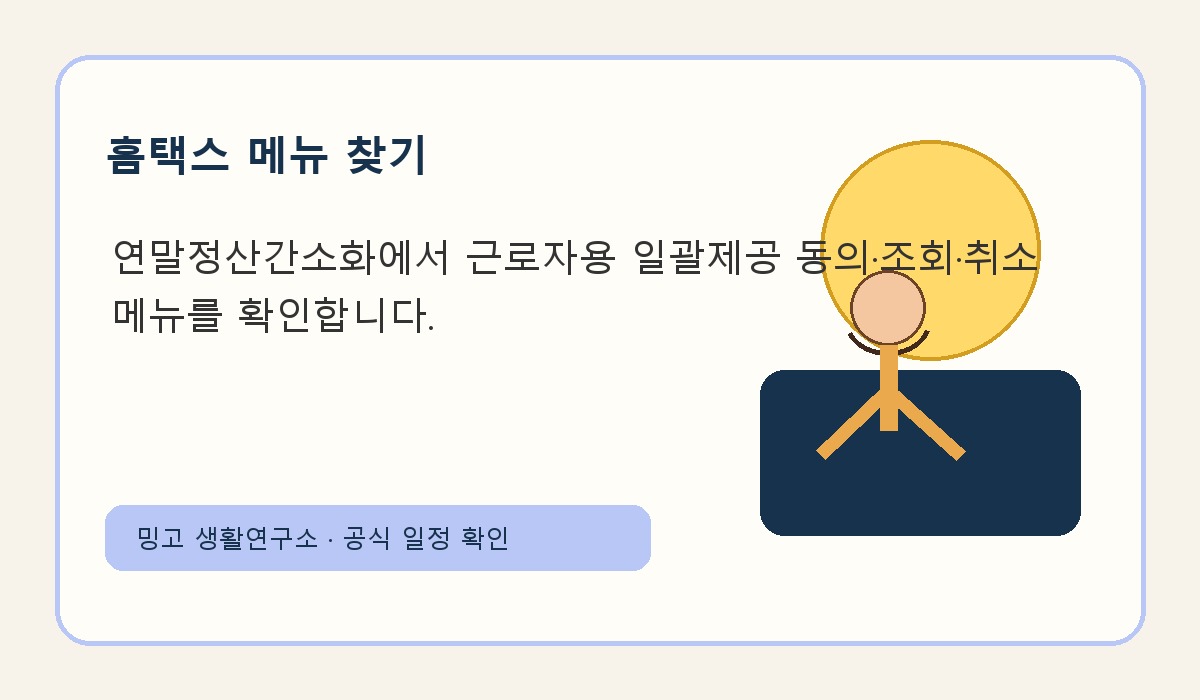 홈택스 메뉴 찾기
연말정산간소화에서 근로자용 일괄제공 동의·조회·취소
메뉴를 확인합니다.
밍고 생활연구소 · 공식 일정 확인